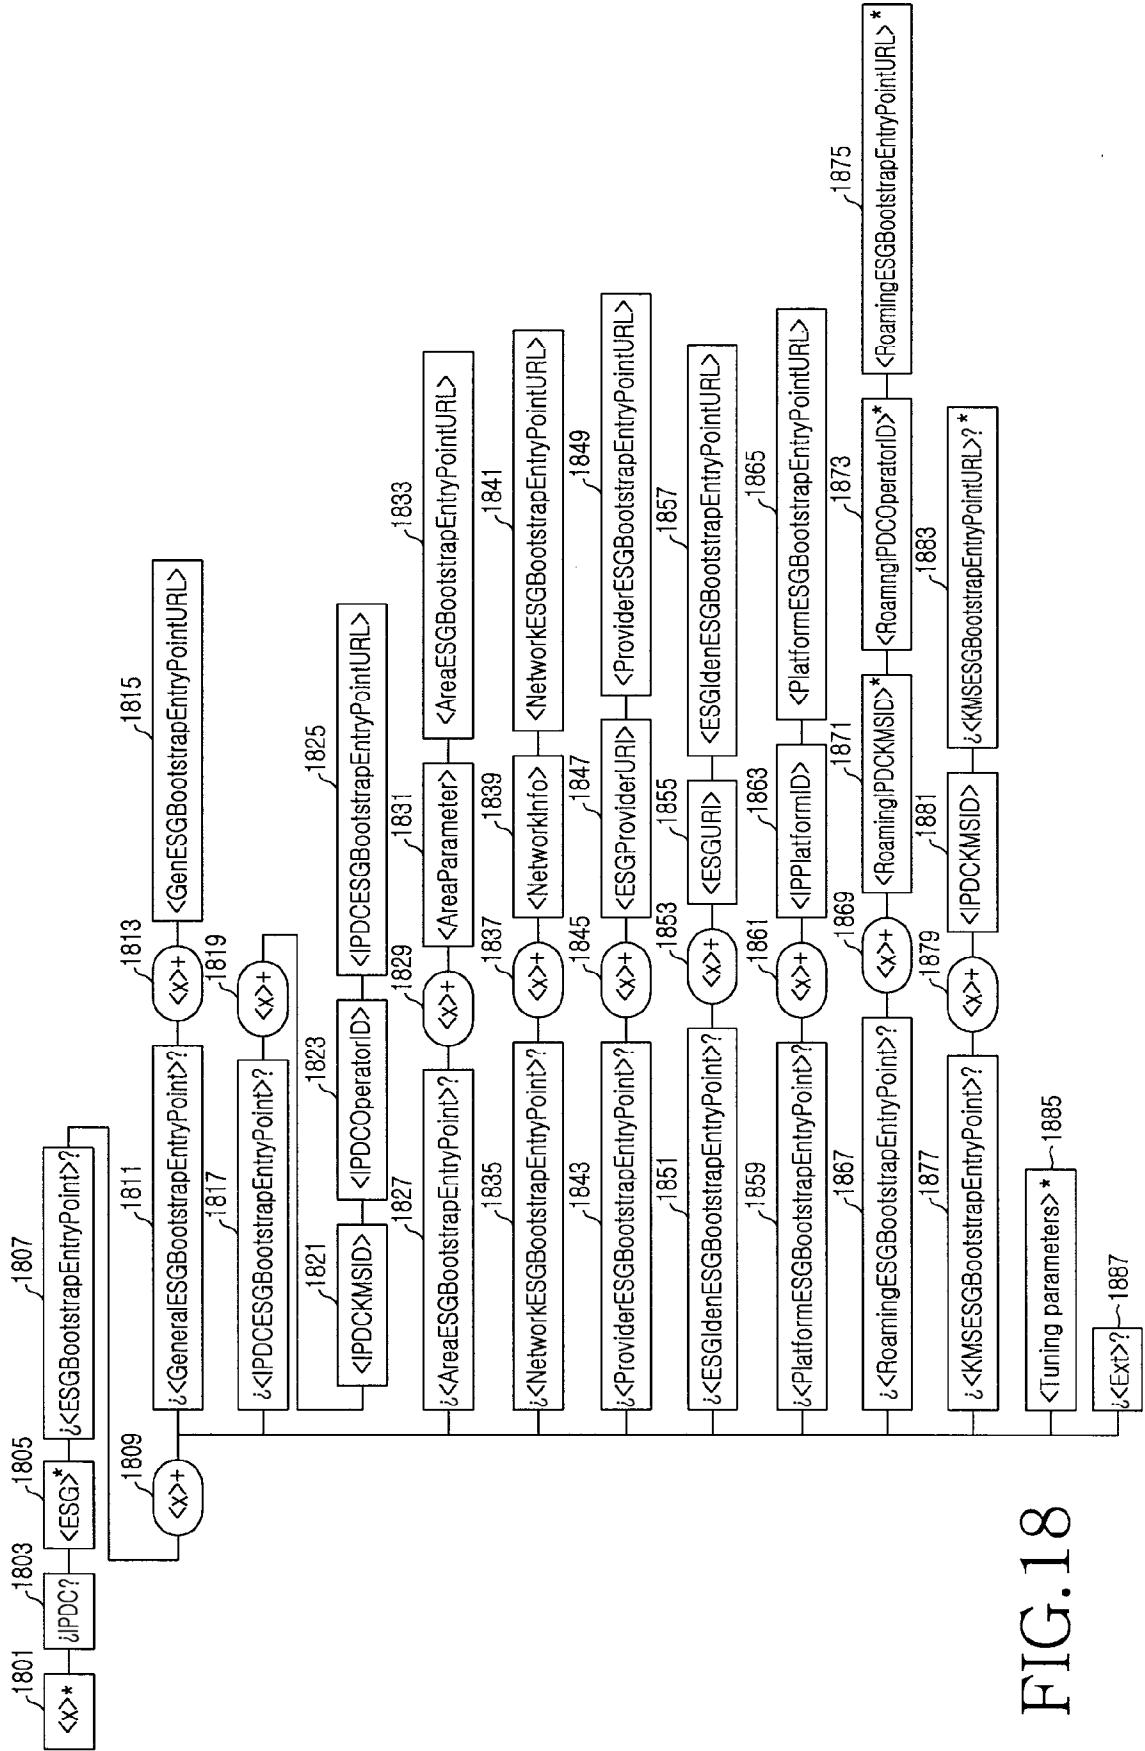 1801
<x>*
1803
¿IPDC?
1805
<ESG>*
1807
¿<ESGBootstrapEntryPoint>?
1809
<x>+
1811
¿<GeneralESGBootstrapEntryPoint>?
1813
<x>+
1815
<GenESGBootstrapEntryPointURL>
1817
¿<IPDCESGBootstrapEntryPoint>?
1819
<x>+
1821
<IPDCKMSID>
1823
<IPDCOperatorID>
1825
<IPDCESGBootstrapEntryPointURL>
1827
¿<AreaESGBootstrapEntryPoint>?
1829
<x>+
1831
<AreaParameter>
1833
<AreaESGBootstrapEntryPointURL>
1835
¿<NetworkESGBootstrapEntryPoint>?
1837
<x>+
1839
<NetworkInfo>
1841
<NetworkESGBootstrapEntryPointURL>
1843
¿<ProviderESGBootstrapEntryPoint>?
1845
<x>+
1847
<ESGProviderURI>
1849
<ProviderESGBootstrapEntryPointURL>
1851
¿<ESGIdenESGBootstrapEntryPoint>?
1853
<x>+
1855
<ESGURI>
1857
<ESGIdenESGBootstrapEntryPointURL>
1859
¿<PlatformESGBootstrapEntryPoint>?
1861
<x>+
1863
<IPPlatformID>
1865
<PlatformESGBootstrapEntryPointURL>
1867
¿<RoamingESGBootstrapEntryPoint>?
1869
<x>+
1871
<RoamingIPDCKMSID>*
1873
<RoamngIPDCOperatorID>*
1875
<RoamingESGBootstrapEntryPointURL>*
1877
¿<KMSESGBootstrapEntryPoint>?
1879
<x>+
1881
<IPDCKMSID>
1883
¿<KMSESGBootstrapEntryPointURL>?*
<Tuning parameters>*
1885
¿<Ext>?
1887
FIG.18